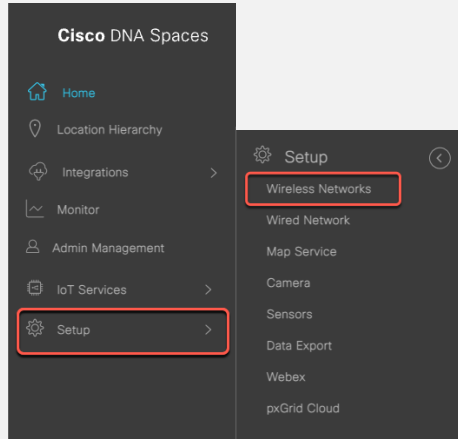 Cisco DNA Spaces
Home
Location Hierarchy
Integrations
Monitor
Admin Management
IoT Services
Setup
Setup
Wireless Networks
Wired Network
Map Service
Camera
Sensors
Data Export
Webex
pxGrid Cloud